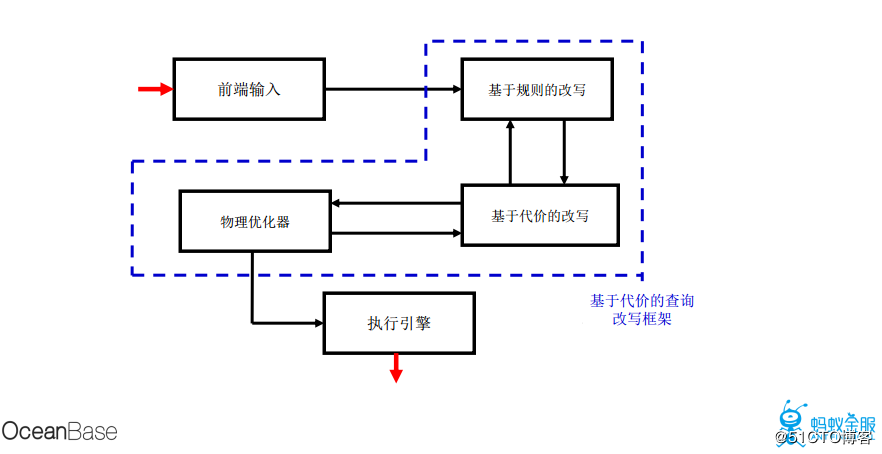 前端输入
基于规则的改写
物理优化器
基于代价的改写
基于代价的查询
改写框架
执行引擎
OceanBase
蚂蚁金服
@51CTO博客